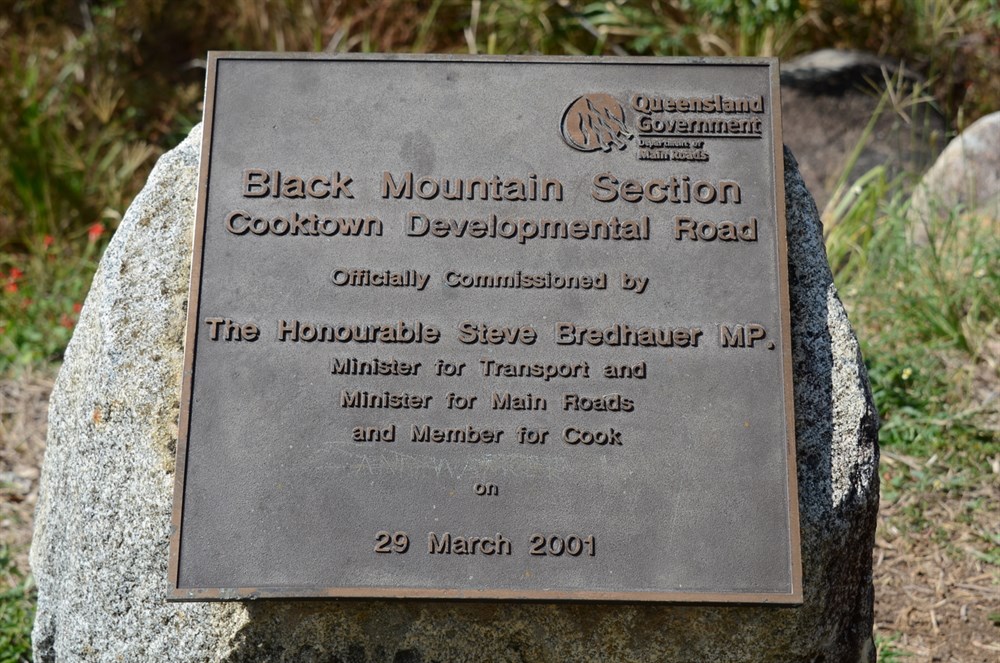 Queensland
Government
Department of
Main Roads
Black Mountain Section
Cooktown Developmental Road
Officially Commissioned by
The Honourable Steve Bredhauer MP.
Minister for Transport and
Minister for Main Roads
and Member for Cook
on
29 March 2001